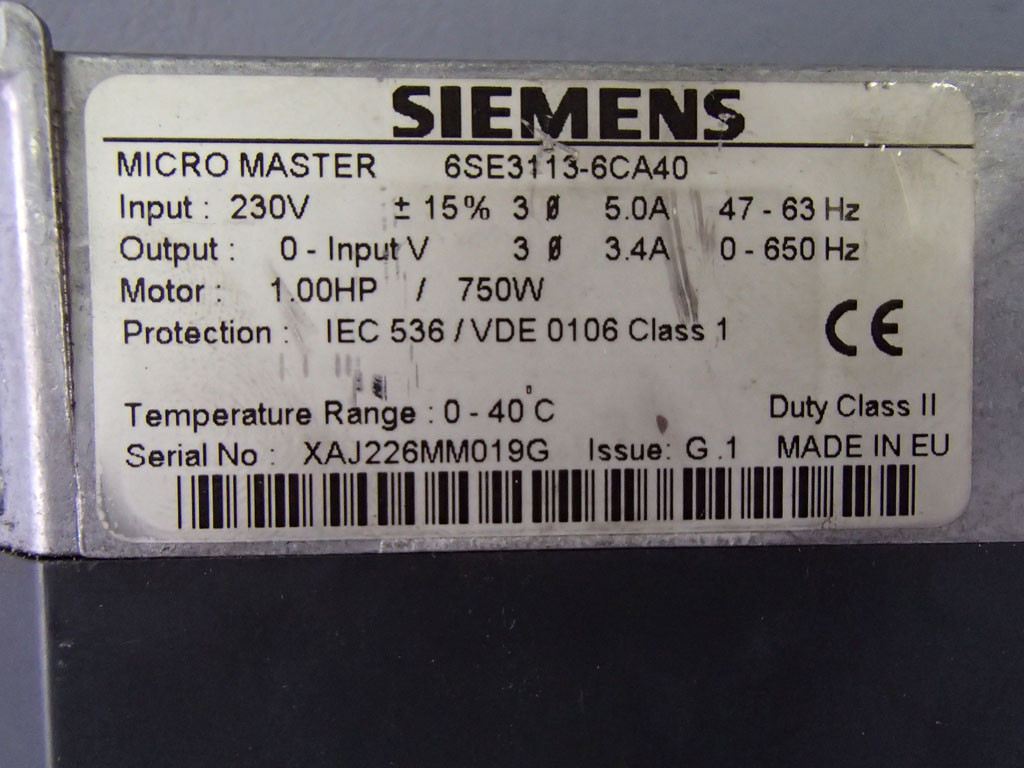 SIEMENS
MICRO MASTER 6SE3113-6CA40
Input : 230V ± 15% 3 Ø 5.0A 47 - 63 Hz
Output : 0 - Input V 3 Ø 3.4A 0 - 650 Hz
Motor : 1.00HP / 750W
Protection : IEC 536 / VDE 0106 Class 1
CE
Temperature Range : 0 - 40°C Duty Class II
Serial No : XAJ226MM019G Issue: G .1 MADE IN EU